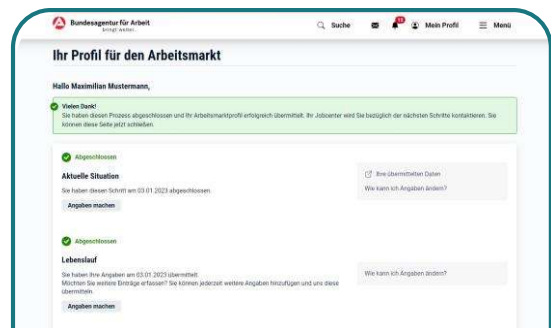 Bundesagentur für Arbeit
bringt weiter.
Suche
Mein Profil
Menü
Ihr Profil für den Arbeitsmarkt
Hallo Maximilian Mustermann,
Vielen Dank!
Sie haben diesen Prozess abgeschlossen und Ihr Arbeitsmarktprofil erfolgreich übermittelt. Ihr Jobcenter wird Sie bezüglich der nächsten Schritte kontaktieren. Sie
können diese Seite jetzt schließen.
Abgeschlossen
Aktuelle Situation
Sie haben diesen Schritt am 03.01.2023 abgeschlossen.
Angaben machen
Ihre übermittelten Daten
Wie kann ich Angaben ändern?
Abgeschlossen
Lebenslauf
Sie haben Ihre Angaben am 03.01.2023 übermittelt.
Möchten Sie weitere Einträge erfassen? Sie können jederzeit weitere Angaben hinzufügen und uns diese
übermitteln.
Angaben machen
Wie kann ich Angaben ändern?